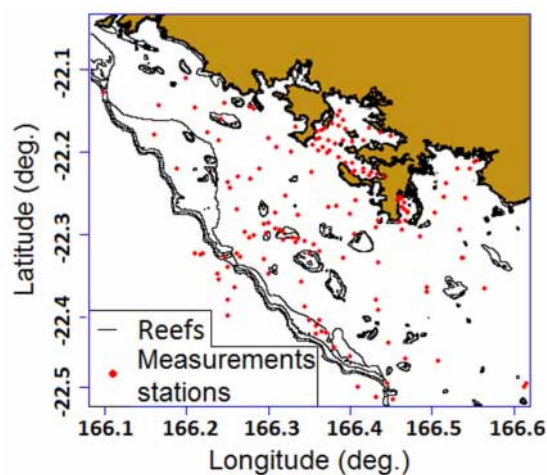 Latitude (deg.)
-22.1
-22.2
-22.3
-22.4
-22.5
Reefs
Measurements
stations
166.1 166.2 166.3 166.4 166.5 166.6
Longitude (deg.)